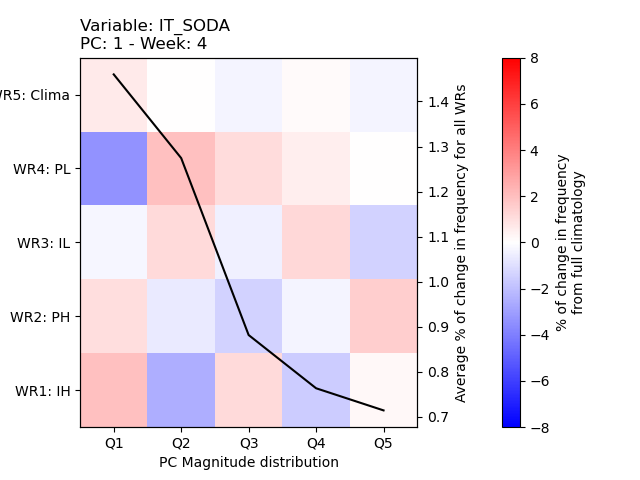 Variable: IT_SODA
PC: 1 - Week: 4
WR5: Clima
WR4: PL
WR3: IL
WR2: PH
WR1: IH
Q1 Q2 Q3 Q4 Q5
PC Magnitude distribution
1.4
1.3
1.2
1.1
1.0
0.9
0.8
0.7
Average % of change in frequency for all WRs
8
6
4
2
0
−2
−4
−6
−8
% of change in frequency
from full climatology